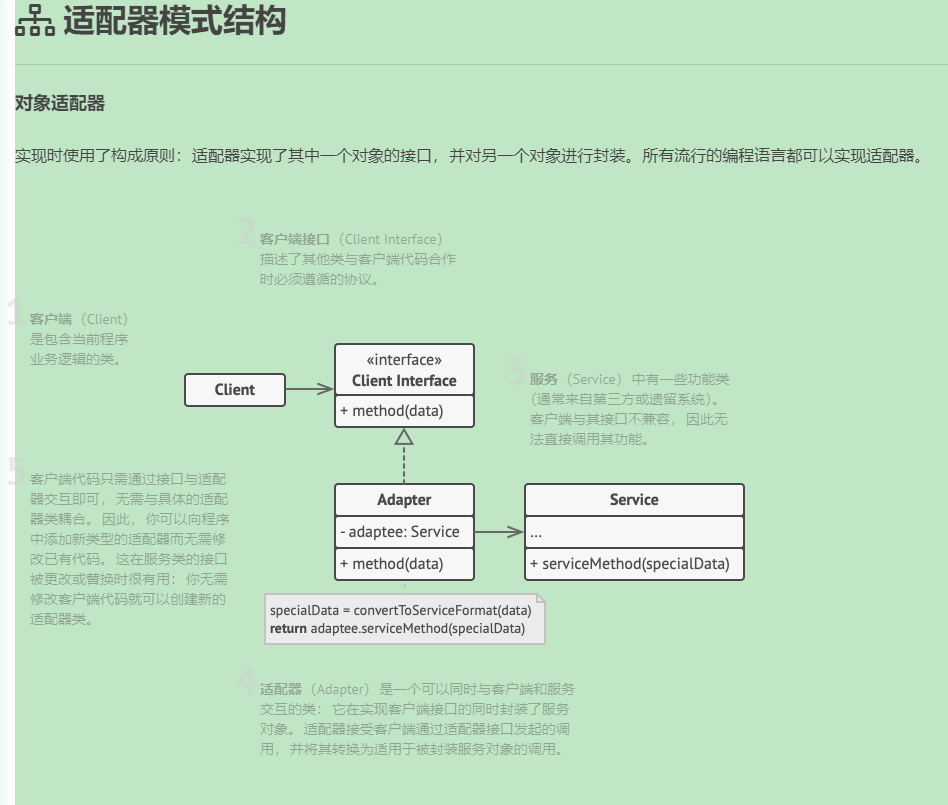 适配器模式结构
对象适配器
实现时使用了构成原则：适配器实现了其中一个对象的接口，并对另一个对象进行封装。所有流行的编程语言都可以实现适配器。
2
客户端接口（Client Interface）
描述了其他类与客户端代码合作
时必须遵循的协议。
1
客户端（Client）
是包含当前程序
业务逻辑的类。
«interface»
Client Interface
+ method(data)
Client
3
服务（Service）中有一些功能类
（通常来自第三方或遗留系统）。
客户端与其接口不兼容，因此无
法直接调用其功能。
5
客户端代码只需通过接口与适配
器交互即可，无需与具体的适配
器类耦合。因此，你可以向程序
中添加新类型的适配器而无需修
改已有代码。这在服务类的接口
被更改或替换时很有用：你无需
修改客户端代码就可以创建新的
适配器类。
Adapter
- adaptee: Service
+ method(data)
Service
...
+ serviceMethod(specialData)
specialData = convertToServiceFormat(data)
return adaptee.serviceMethod(specialData)
4
适配器（Adapter）是一个可以同时与客户端和服务
交互的类：它在实现客户端接口的同时封装了服务
对象。适配器接受客户端通过适配器接口发起的调
用，并将其转换为适用于被封装服务对象的调用。